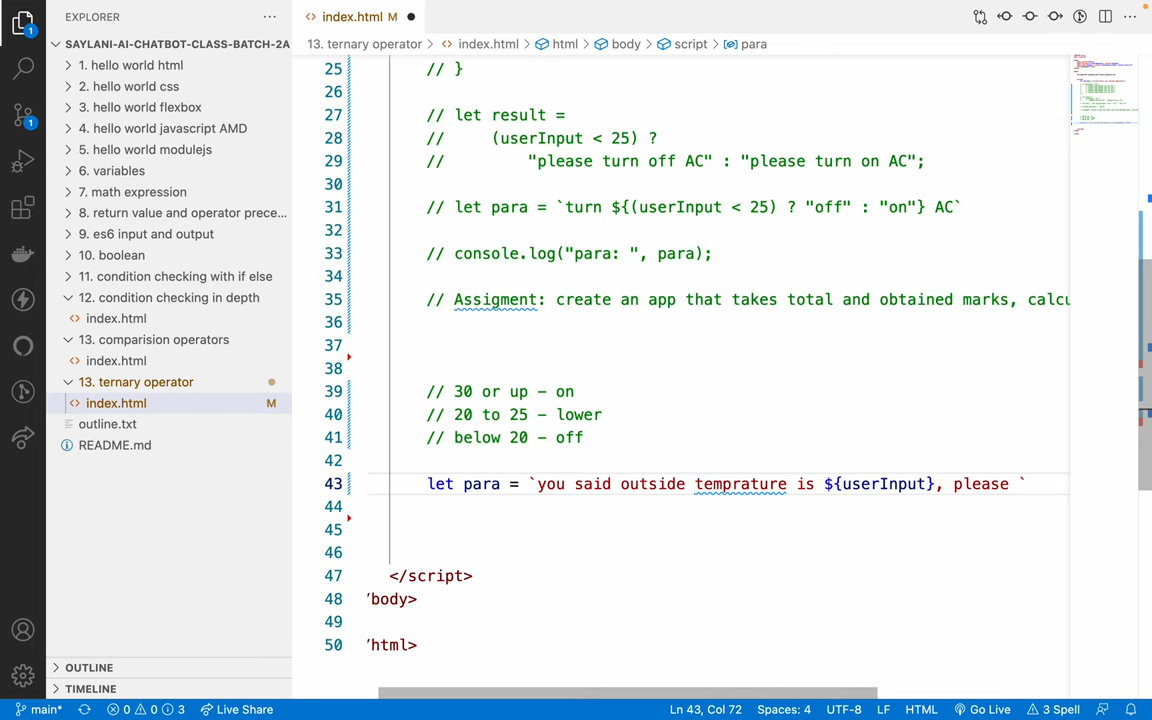 EXPLORER
index.html M
SAYLANI-AI-CHATBOT-CLASS-BATCH-2A
13. ternary operator > index.html > html > body > script > para
1. hello world html
2. hello world css
3. hello world flexbox
4. hello world javascript AMD
5. hello world modulejs
6. variables
7. math expression
8. return value and operator prece...
9. es6 input and output
10. boolean
11. condition checking with if else
12. condition checking in depth
index.html
13. comparision operators
index.html
13. ternary operator
index.html M
outline.txt
README.md
OUTLINE
TIMELINE
25 // }
26
27 // let result =
28 // (userInput < 25) ?
29 // "please turn off AC" : "please turn on AC";
30
31 // let para = `turn ${(userInput < 25) ? "off" : "on"} AC`
32
33 // console.log("para: ", para);
34
35 // Assigment: create an app that takes total and obtained marks, calcu
36
37
38
39 // 30 or up - on
40 // 20 to 25 - lower
41 // below 20 - off
42
43 let para = `you said outside temprature is ${userInput}, please `
44
45
46
47 </script>
48 /body>
49
50 /html>
1
1
main* 0 0 3 Live Share Ln 43, Col 72 Spaces: 4 UTF-8 LF HTML Go Live 3 Spell